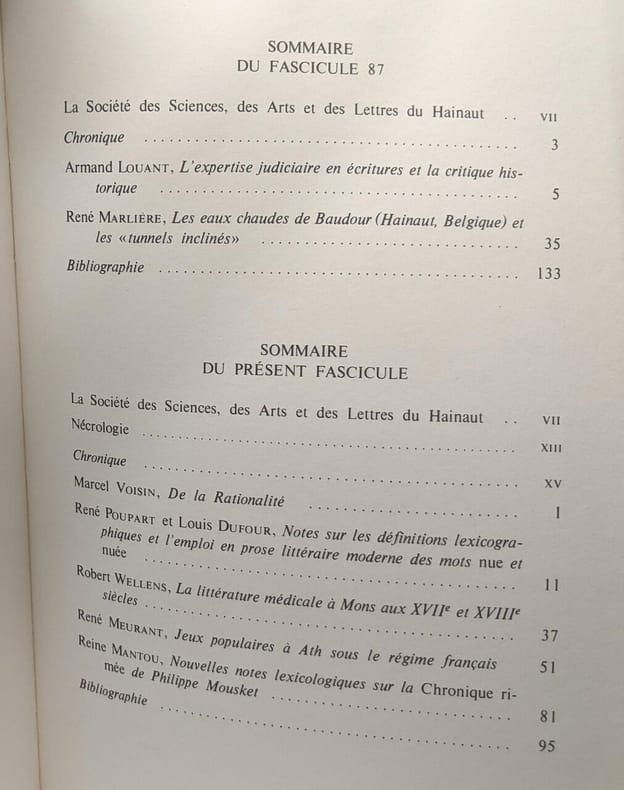 SOMMAIRE
DU FASCICULE 87
La Société des Sciences, des Arts et des Lettres du Hainaut . . VII
Chronique . . . . . . . . . . . . . . . . . . . . . . . . . . . . . . . . . . . . . . . . . 3
Armand LOUANT, L'expertise judiciaire en écritures et la critique his-
torique . . . . . . . . . . . . . . . . . . . . . . . . . . . . . . . . . . . . . . . 5
René MARLIÈRE, Les eaux chaudes de Baudour (Hainaut, Belgique) et
les «tunnels inclinés» . . . . . . . . . . . . . . . . . . . . . . . . . . . . 35
Bibliographie . . . . . . . . . . . . . . . . . . . . . . . . . . . . . . . . . . . . . . . 133
SOMMAIRE
DU PRÉSENT FASCICULE
La Société des Sciences, des Arts et des Lettres du Hainaut . . VII
Nécrologie . . . . . . . . . . . . . . . . . . . . . . . . . . . . . . . . . . . . . . . . XIII
Chronique . . . . . . . . . . . . . . . . . . . . . . . . . . . . . . . . . . . . . . . . XV
Marcel VOISIN, De la Rationalité . . . . . . . . . . . . . . . . . . . . . . . 1
René POUPART et Louis DUFOUR, Notes sur les définitions lexicogra-
phiques et l'emploi en prose littéraire moderne des mots nue et
nuée . . . . . . . . . . . . . . . . . . . . . . . . . . . . . . . . . . . . . . . . 11
Robert WELLENS, La littérature médicale à Mons aux XVIIe et XVIIIe
siècles . . . . . . . . . . . . . . . . . . . . . . . . . . . . . . . . . . . . . . . 37
René MEURANT, Jeux populaires à Ath sous le régime français 51
Reine MANTOU, Nouvelles notes lexicologiques sur la Chronique ri-
mée de Philippe Mousket . . . . . . . . . . . . . . . . . . . . . . . . . . 81
Bibliographie . . . . . . . . . . . . . . . . . . . . . . . . . . . . . . . . . . . . . . 95